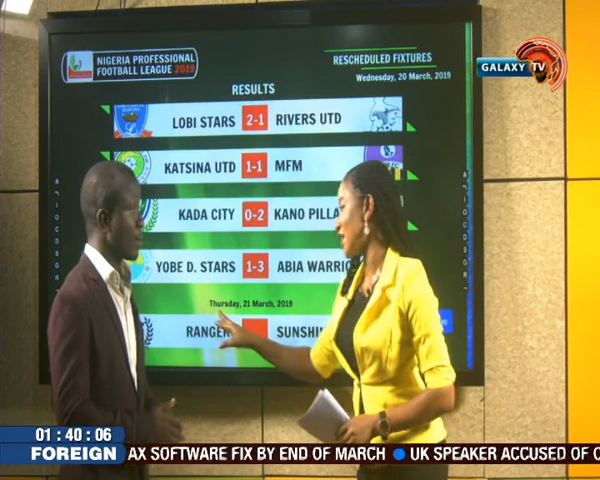 NIGERIA PROFESSIONAL
FOOTBALL LEAGUE 2019
RESCHEDULED FIXTURES
Wednesday, 20 March, 2019
GALAXY TV
RESULTS
LOBI STARS 2-1 RIVERS UTD
KATSINA UTD 1-1 MFM
KADA CITY 0-2 KANO PILLA
YOBE D. STARS 1-3 ABIA WARRIO
Thursday, 21 March, 2019
RANGER SUNSHI
01:40:06
FOREIGN AX SOFTWARE FIX BY END OF MARCH UK SPEAKER ACCUSED OF C